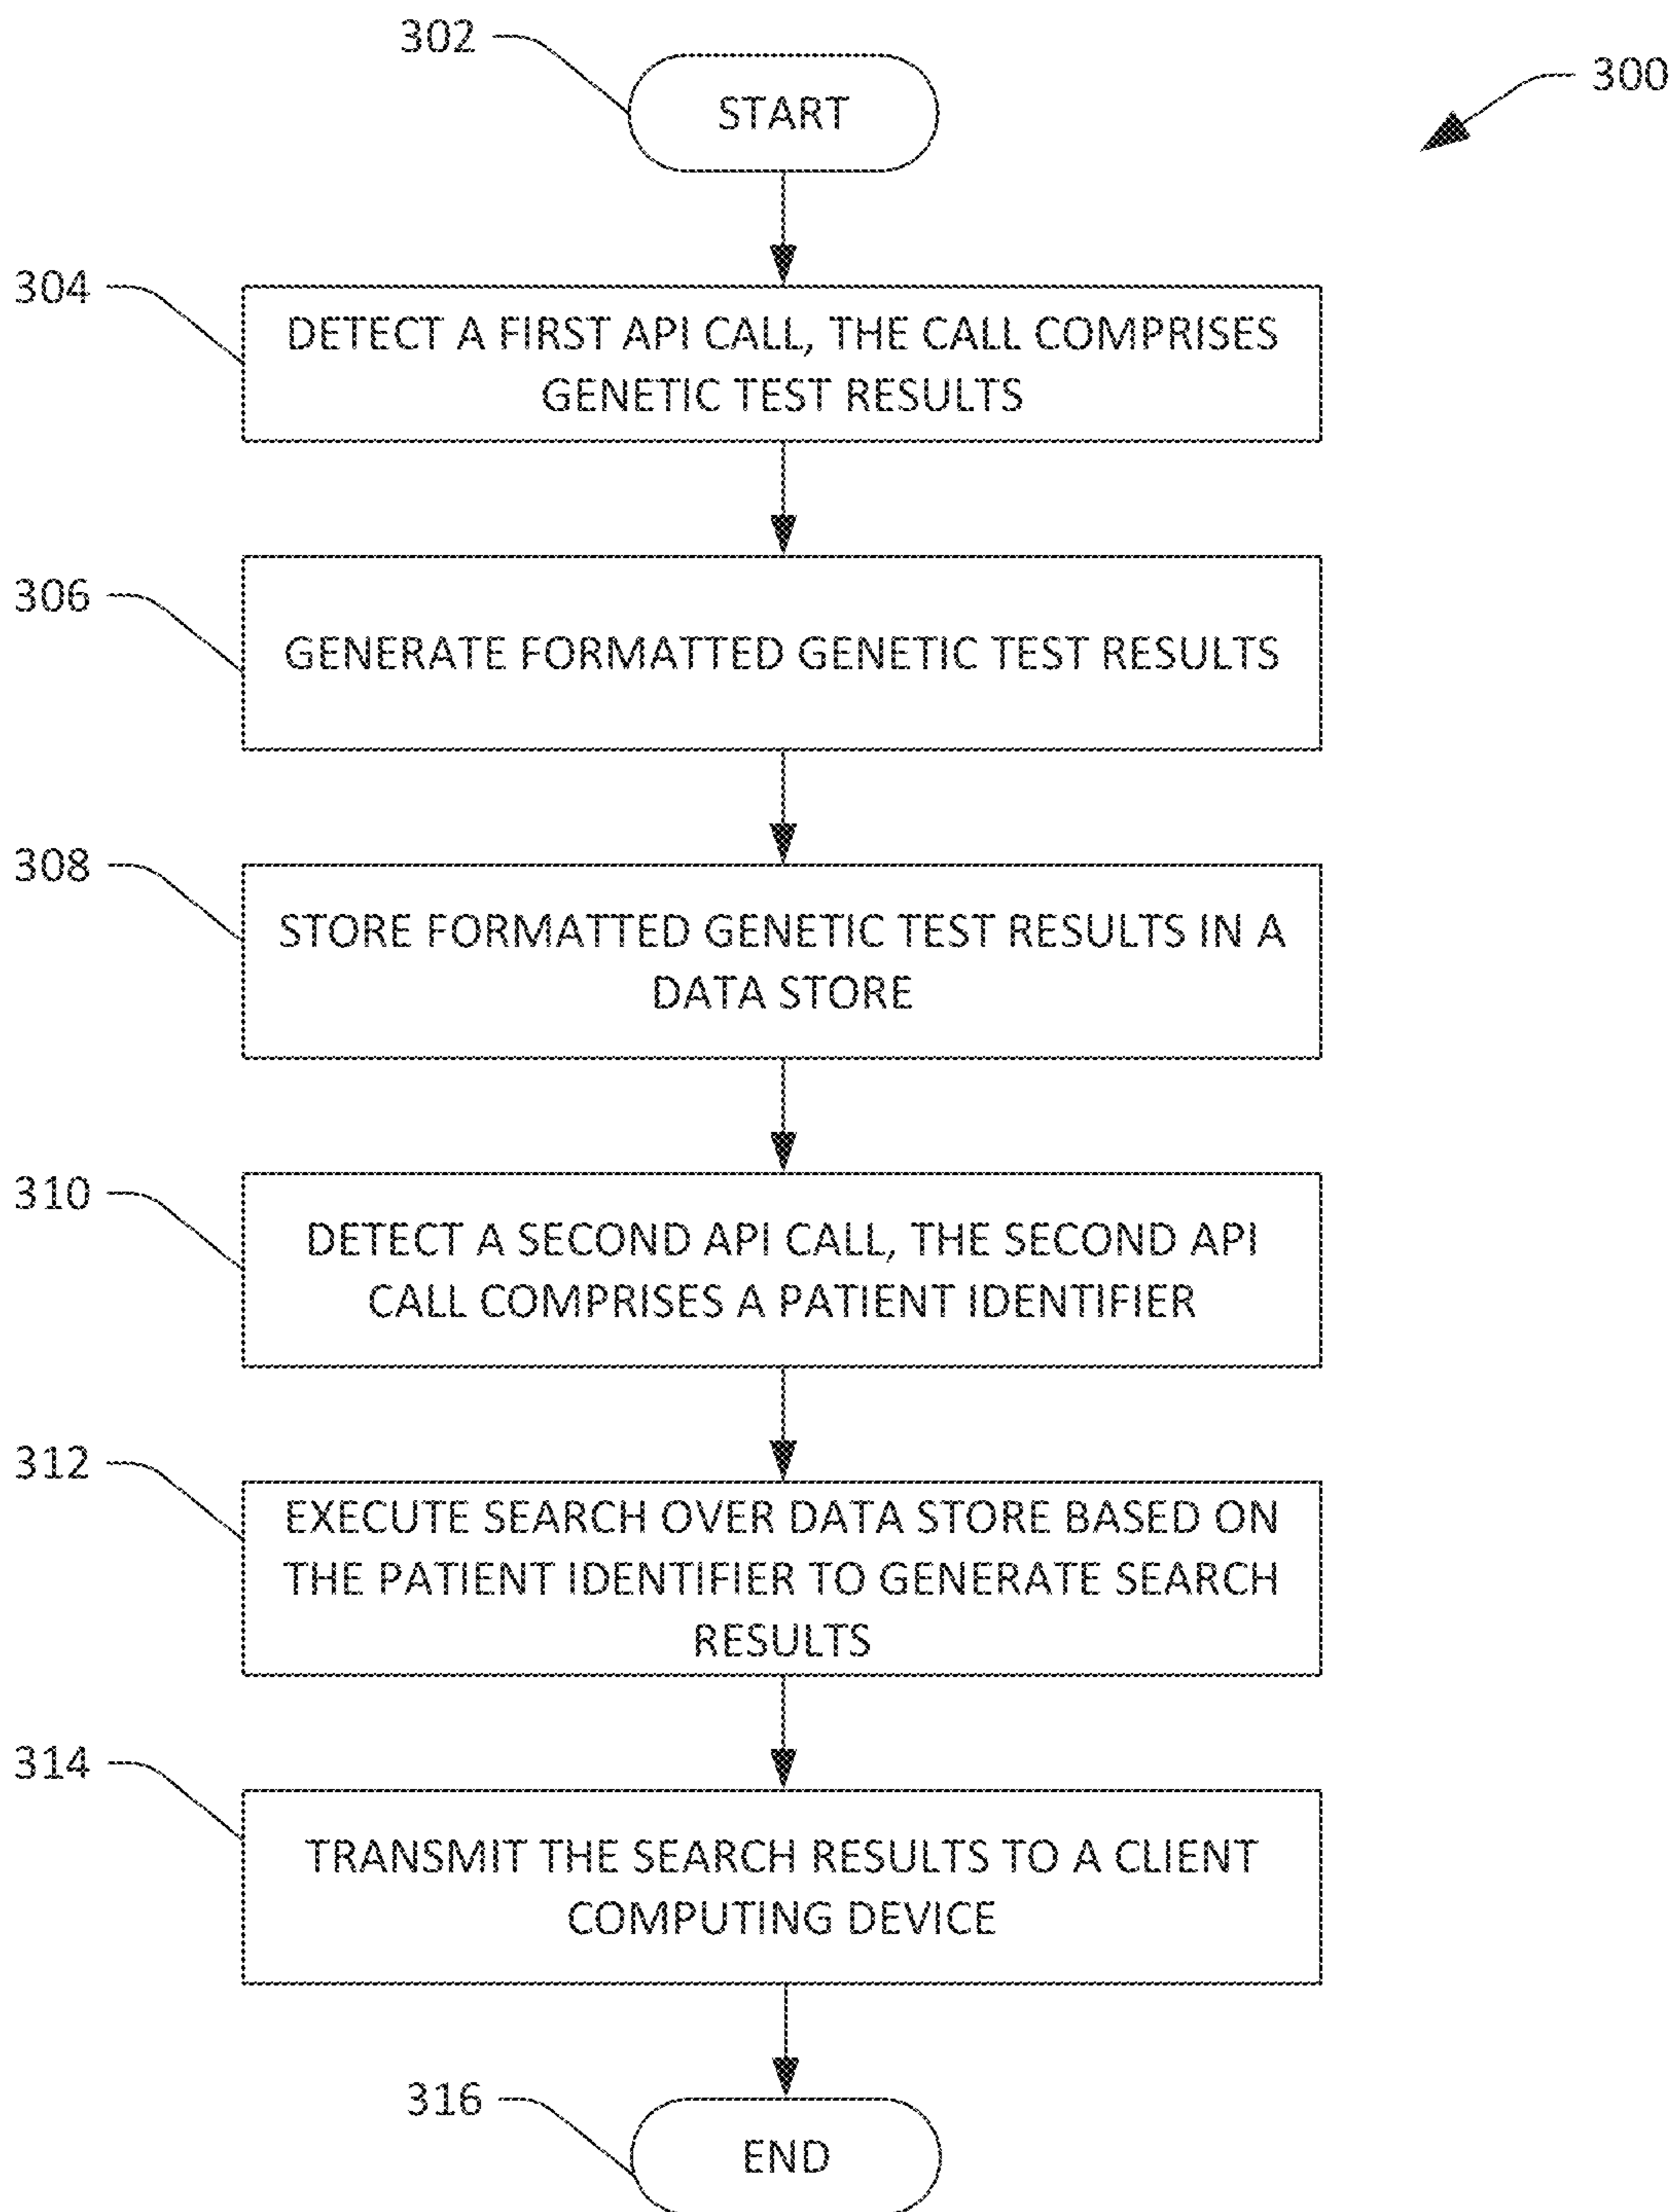 302
START
300
304
DETECT A FIRST API CALL, THE CALL COMPRISES
GENETIC TEST RESULTS
306
GENERATE FORMATTED GENETIC TEST RESULTS
308
STORE FORMATTED GENETIC TEST RESULTS IN A
DATA STORE
310
DETECT A SECOND API CALL, THE SECOND API
CALL COMPRISES A PATIENT IDENTIFIER
312
EXECUTE SEARCH OVER DATA STORE BASED ON
THE PATIENT IDENTIFIER TO GENERATE SEARCH
RESULTS
314
TRANSMIT THE SEARCH RESULTS TO A CLIENT
COMPUTING DEVICE
316
END